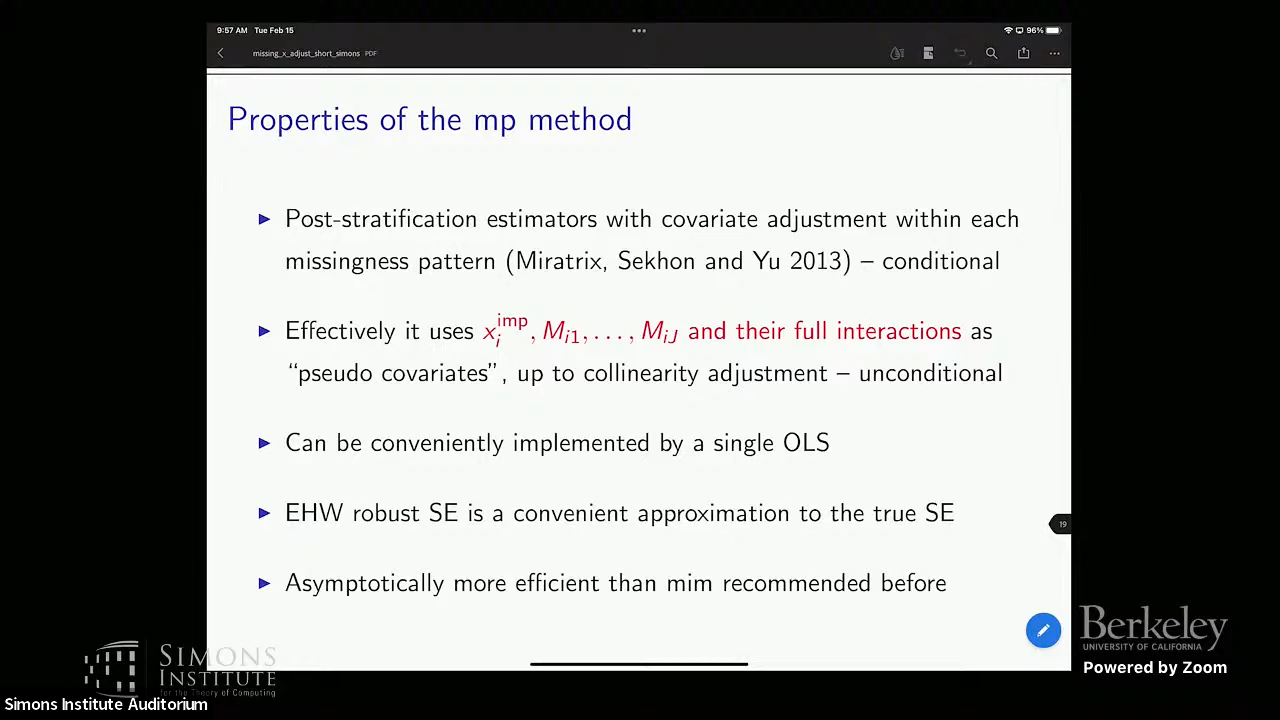 9:57 AM Tue Feb 15
96%
missing_x_adjust_short_simons PDF
Properties of the mp method
▶ Post-stratification estimators with covariate adjustment within each
missingness pattern (Miratrix, Sekhon and Yu 2013) – conditional
▶ Effectively it uses x_i^imp, M_i1, . . . , M_iJ and their full interactions as
“pseudo covariates”, up to collinearity adjustment – unconditional
▶ Can be conveniently implemented by a single OLS
▶ EHW robust SE is a convenient approximation to the true SE
19
▶ Asymptotically more efficient than mim recommended before
Berkeley
UNIVERSITY OF CALIFORNIA
Powered by Zoom
SIMONS
INSTITUTE
for the Theory of Computing
Simons Institute Auditorium